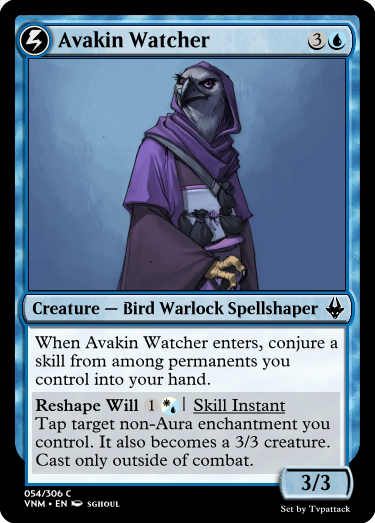 Avakin Watcher 3
Creature — Bird Warlock Spellshaper
When Avakin Watcher enters, conjure a
skill from among permanents you
control into your hand.
Reshape Will 1 | Skill Instant
Tap target non-Aura enchantment you
control. It also becomes a 3/3 creature.
Cast only outside of combat.
3/3
054/306 C
VNM • EN SGHOUL
Set by Tvpattack